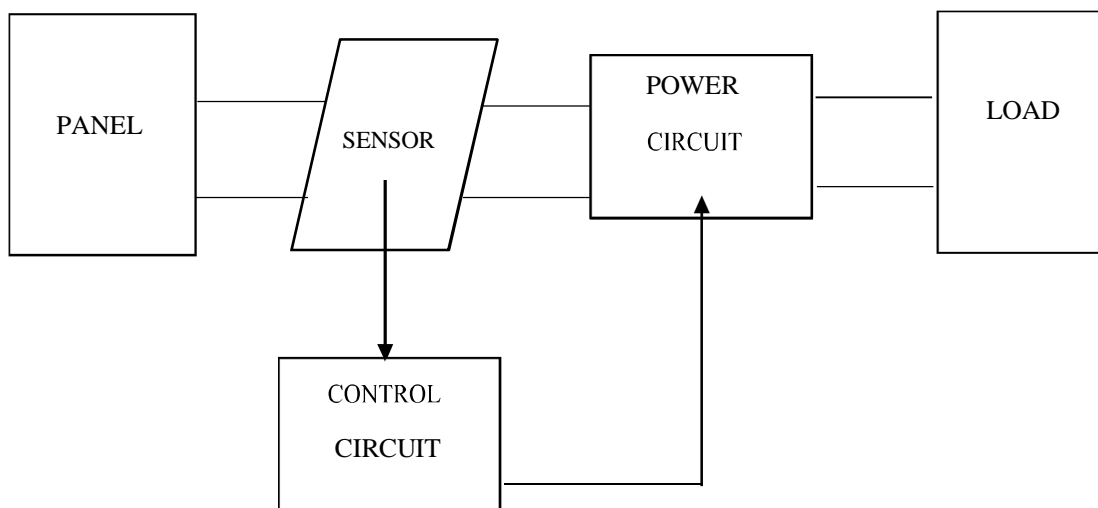 PANEL
SENSOR
POWER
CIRCUIT
LOAD
CONTROL
CIRCUIT